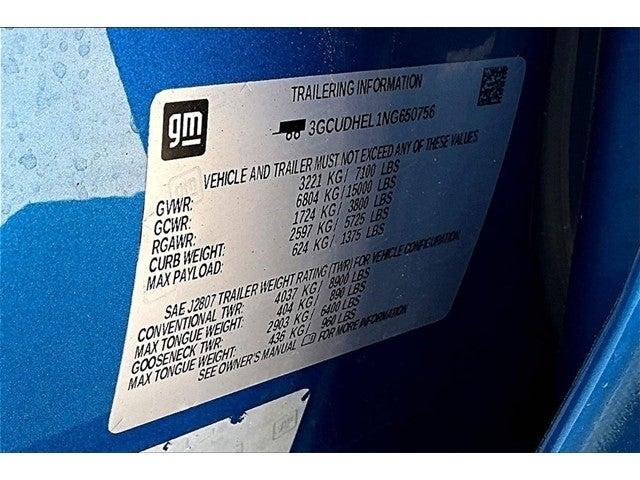 TRAILERING INFORMATION
gm
3GCUDHEL1NG650756
VEHICLE AND TRAILER MUST NOT EXCEED ANY OF THESE VALUES
GVWR: 3221 KG / 7100 LBS
GCWR: 6804 KG / 15000 LBS
RGAWR: 1724 KG / 3800 LBS
CURB WEIGHT: 2597 KG / 5725 LBS
MAX PAYLOAD: 624 KG / 1375 LBS
SAE J2807 TRAILER WEIGHT RATING (TWR) FOR VEHICLE CONFIGURATION
CONVENTIONAL TWR: 4037 KG / 8900 LBS
MAX TONGUE WEIGHT: 404 KG / 890 LBS
GOOSENECK TWR: 2903 KG / 6400 LBS
MAX TONGUE WEIGHT: 436 KG / 960 LBS
SEE OWNER'S MANUAL FOR MORE INFORMATION